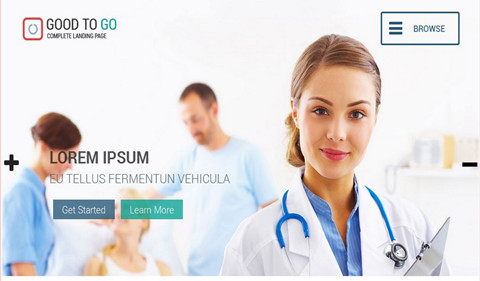 GOOD TO GO
COMPLETE LANDING PAGE
BROWSE
LOREM IPSUM
EU TELLUS FERMENTUN VEHICULA
Get Started
Learn More